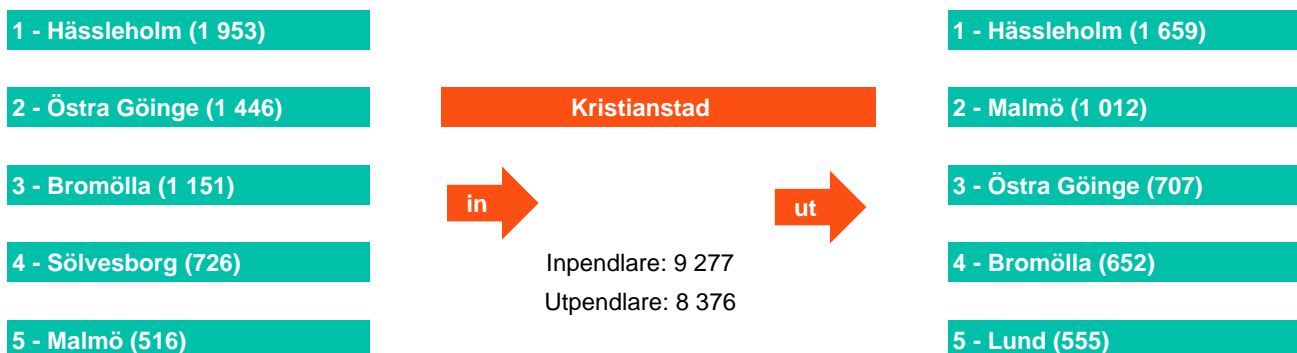 1 - Hässleholm (1 953)
2 - Östra Göinge (1 446)
3 - Bromölla (1 151)
4 - Sölvesborg (726)
5 - Malmö (516)
Kristianstad
in
ut
Inpendlare: 9 277
Utpendlare: 8 376
1 - Hässleholm (1 659)
2 - Malmö (1 012)
3 - Östra Göinge (707)
4 - Bromölla (652)
5 - Lund (555)